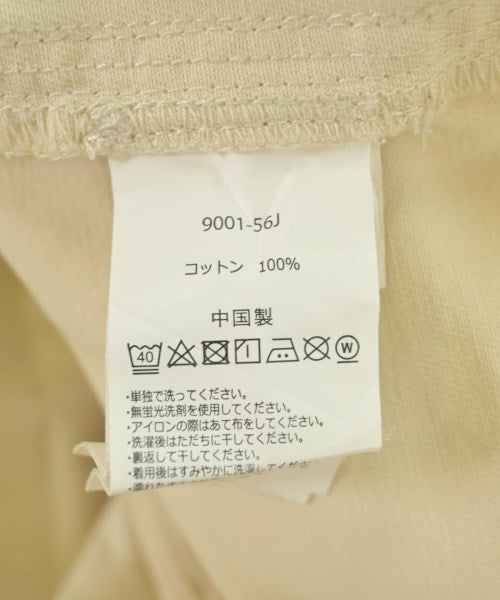 9001-56J
コットン 100%
中国製
40 W
・単独で洗ってください。
・無蛍光洗剤を使用してください。
・アイロンの際はあて布をしてください。
・洗濯後はただちに干してください。
・裏返して干してください。
・着用後はすみやかに洗濯してください。